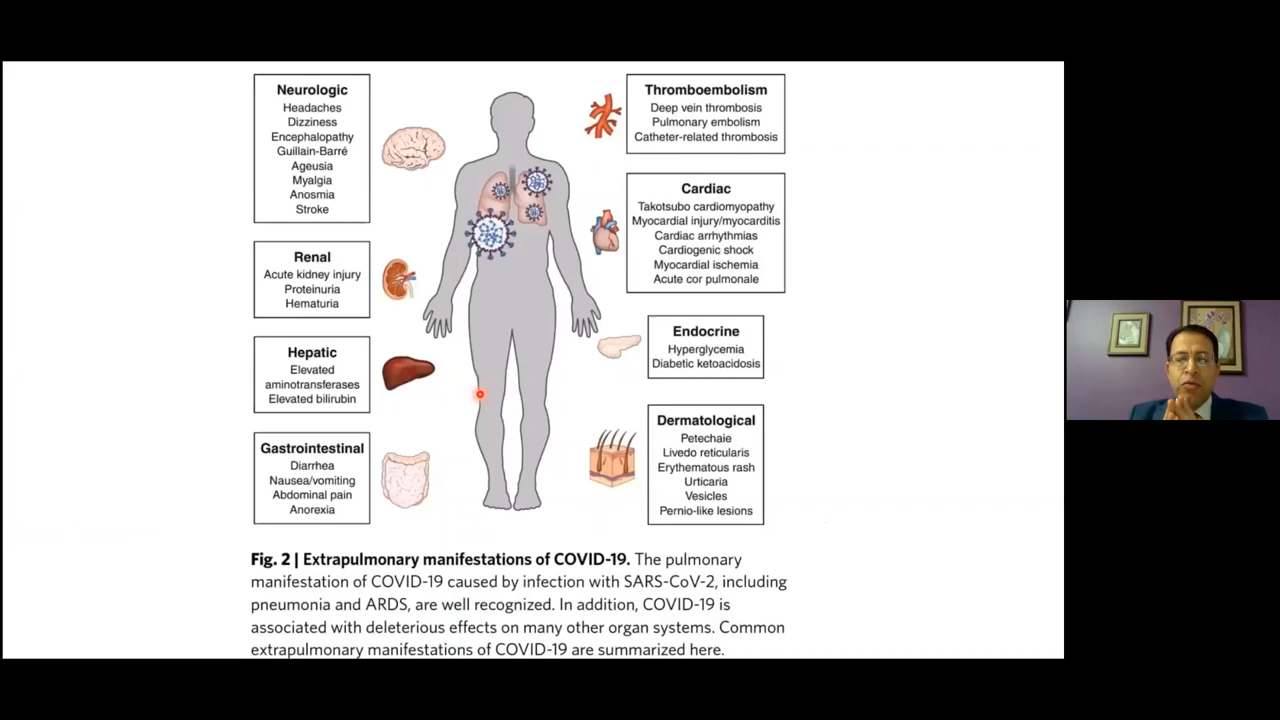 Neurologic
Headaches
Dizziness
Encephalopathy
Guillain-Barré
Ageusia
Myalgia
Anosmia
Stroke
Renal
Acute kidney injury
Proteinuria
Hematuria
Hepatic
Elevated
aminotransferases
Elevated bilirubin
Gastrointestinal
Diarrhea
Nausea/vomiting
Abdominal pain
Anorexia
Thromboembolism
Deep vein thrombosis
Pulmonary embolism
Catheter-related thrombosis
Cardiac
Takotsubo cardiomyopathy
Myocardial injury/myocarditis
Cardiac arrhythmias
Cardiogenic shock
Myocardial ischemia
Acute cor pulmonale
Endocrine
Hyperglycemia
Diabetic ketoacidosis
Dermatological
Petechaie
Livedo reticularis
Erythematous rash
Urticaria
Vesicles
Pernio-like lesions
Fig. 2 | Extrapulmonary manifestations of COVID-19. The pulmonary
manifestation of COVID-19 caused by infection with SARS-CoV-2, including
pneumonia and ARDS, are well recognized. In addition, COVID-19 is
associated with deleterious effects on many other organ systems. Common
extrapulmonary manifestations of COVID-19 are summarized here.